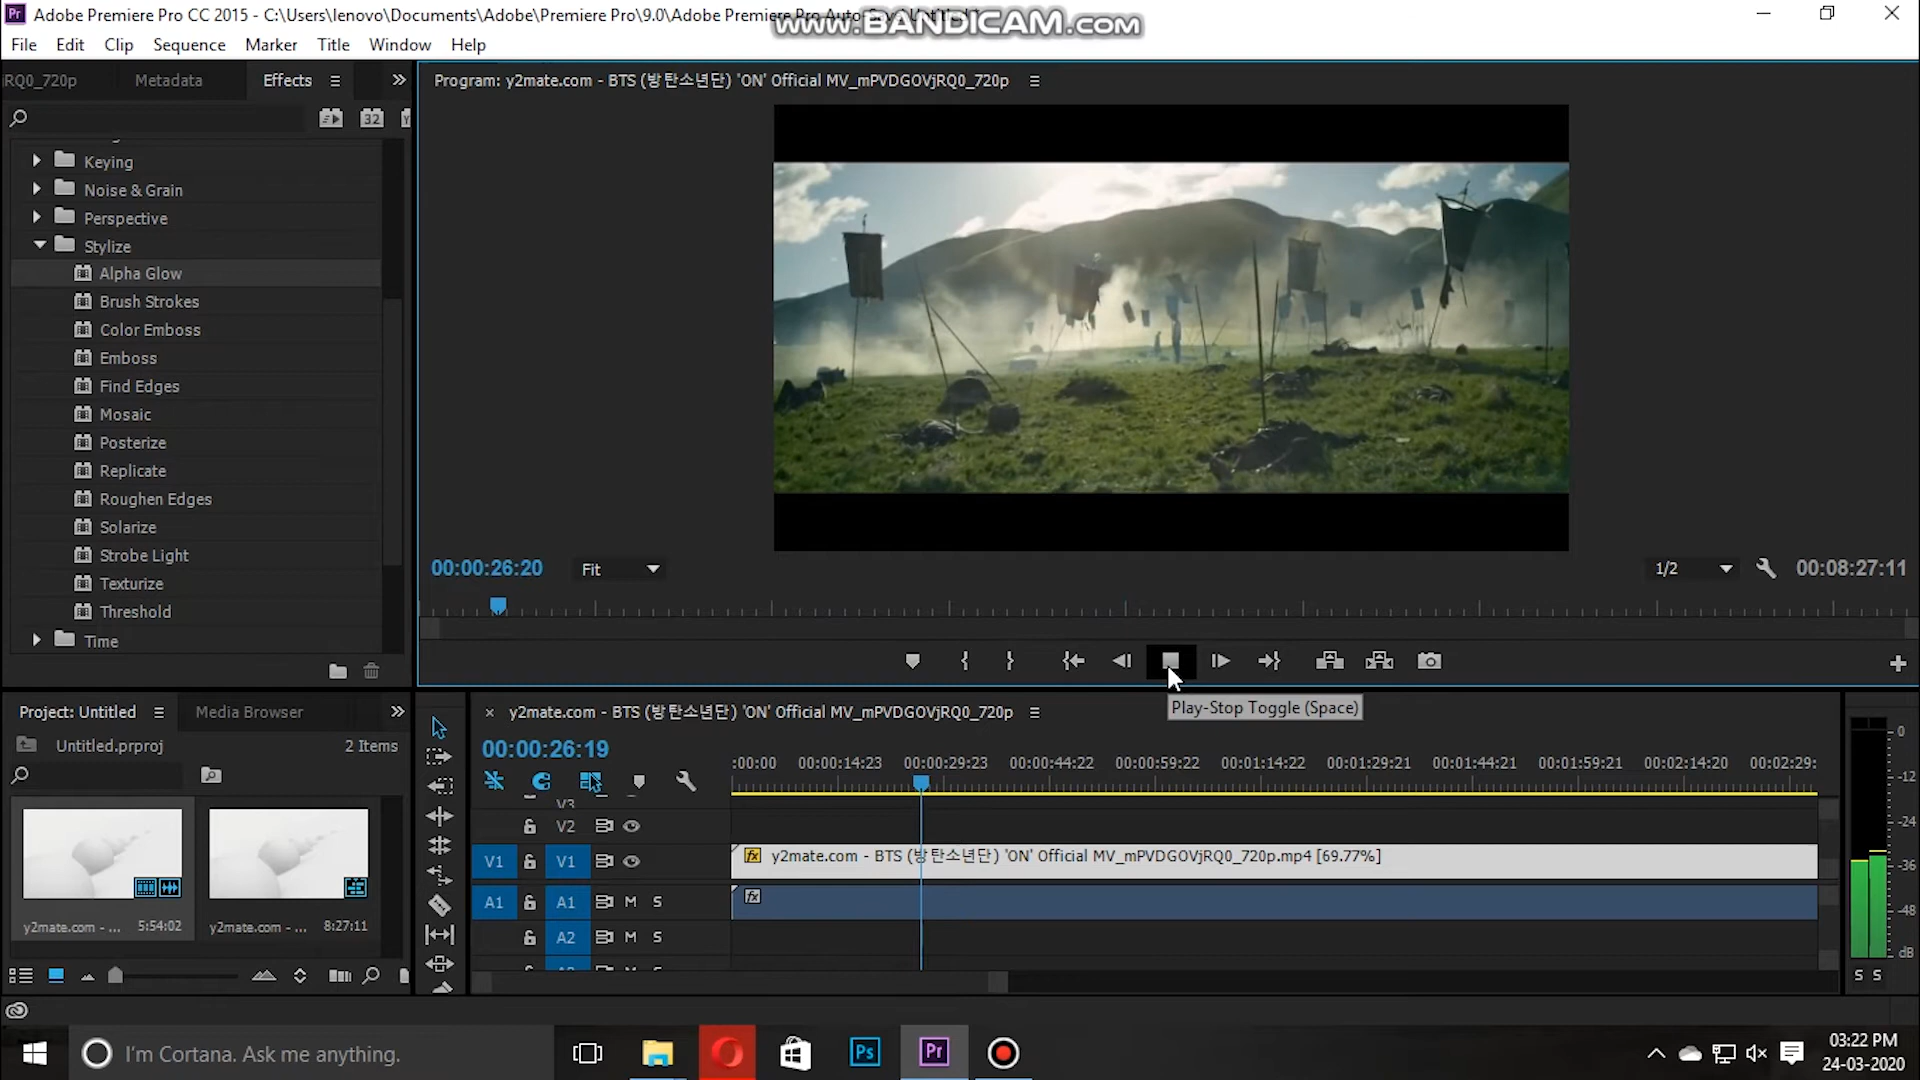 Adobe Premiere Pro CC 2015 - C:\Users\lenovo\Documents\Adobe\Premiere Pro\9.0\Adobe Premiere Pro Auto-Save\Untitled *
www.BANDICAM.com
File Edit Clip Sequence Marker Title Window Help
jRQ0_720p Metadata Effects
Program: y2mate.com - BTS (방탄소년단) 'ON' Official MV_mPVDGOVjRQ0_720p
32
Keying
Noise & Grain
Perspective
Stylize
Alpha Glow
Brush Strokes
Color Emboss
Emboss
Find Edges
Mosaic
Posterize
Replicate
Roughen Edges
Solarize
Strobe Light
Texturize
Threshold
Time
00:00:26:20 Fit 1/2 00:08:27:11
Play-Stop Toggle (Space)
Project: Untitled Media Browser
Untitled.prproj 2 Items
y2mate.com - ... 5:54:02
y2mate.com - ... 8:27:11
y2mate.com - BTS (방탄소년단) 'ON' Official MV_mPVDGOVjRQ0_720p
00:00:26:19
:00:00 00:00:14:23 00:00:29:23 00:00:44:22 00:00:59:22 00:01:14:22 00:01:29:21 00:01:44:21 00:01:59:21 00:02:14:20 00:02:29:
V3
V2
V1 V1 fx y2mate.com - BTS (방탄소년단) 'ON' Official MV_mPVDGOVjRQ0_720p.mp4 [69.77%]
A1 A1 M S fx
A2 M S
0
-12
-24
-36
-48
dB
S S
I'm Cortana. Ask me anything.
Ps
Pr
03:22 PM
24-03-2020